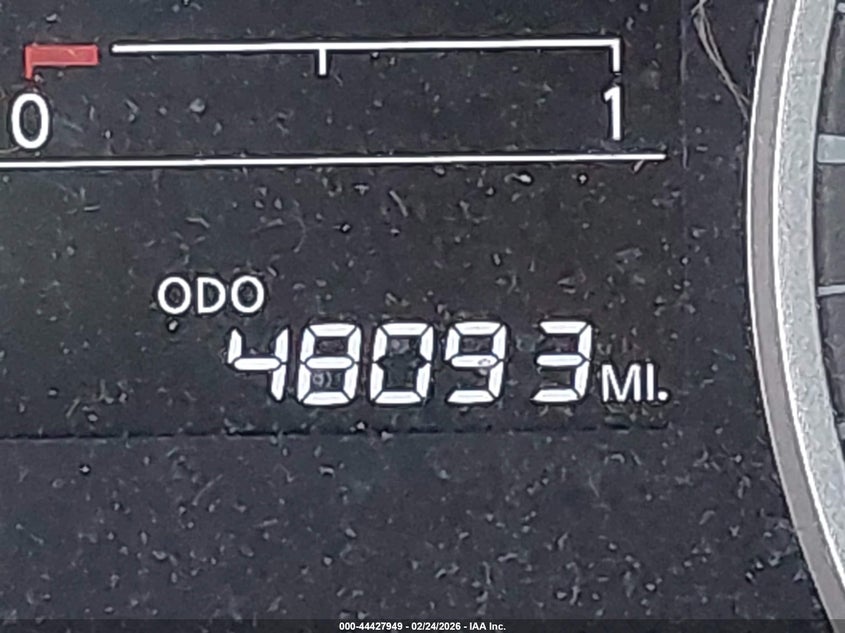 0 1
ODO
48093 MI.
000-44427949 - 02/24/2026 - IAA Inc.